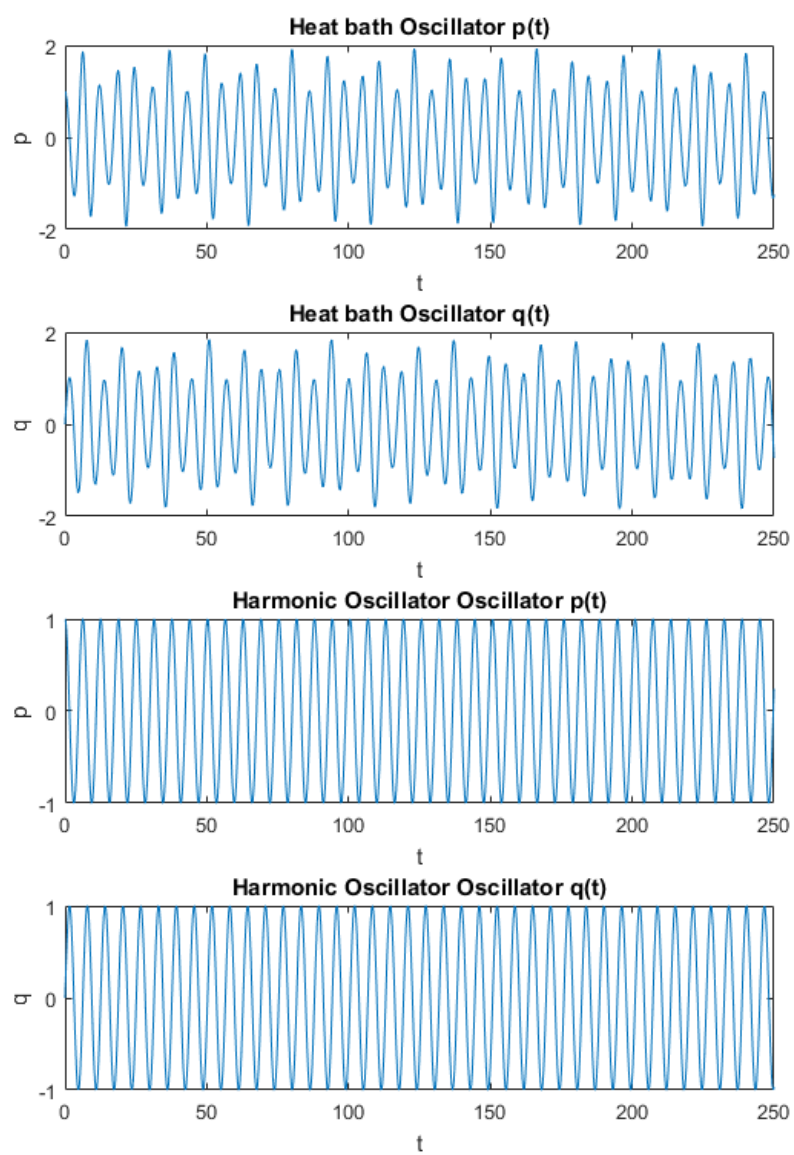 Heat bath Oscillator p(t)
2
0
-2
p
0 50 100 150 200 250
t
Heat bath Oscillator q(t)
2
0
-2
q
0 50 100 150 200 250
t
Harmonic Oscillator Oscillator p(t)
1
0
-1
p
0 50 100 150 200 250
t
Harmonic Oscillator Oscillator q(t)
1
0
-1
q
0 50 100 150 200 250
t